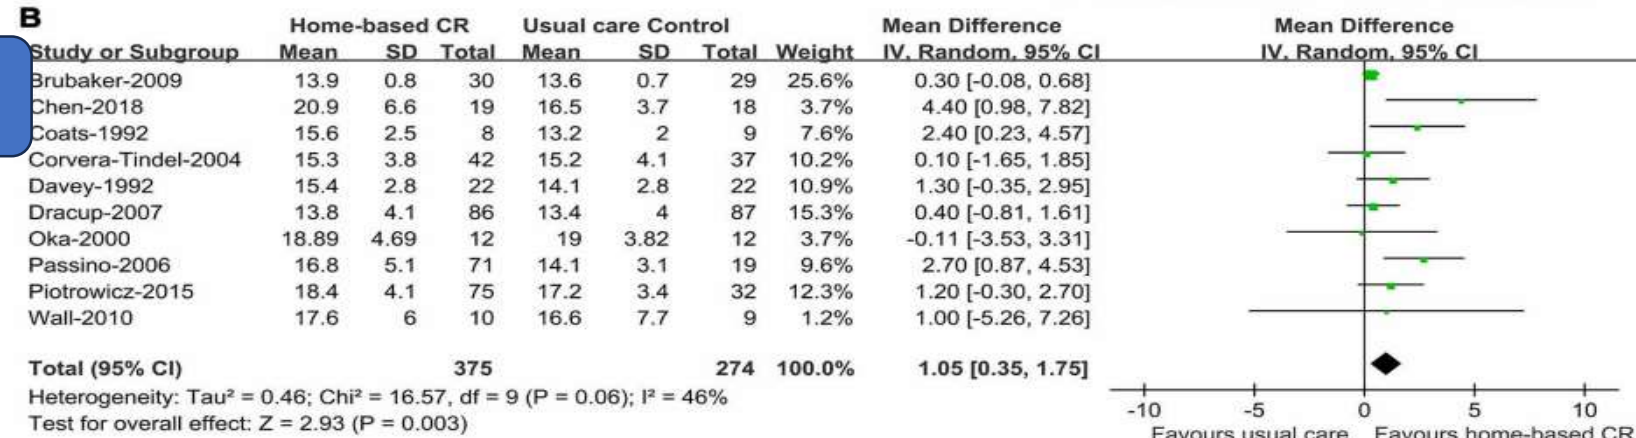 B
Home-based CR Usual care Control Mean Difference Mean Difference
Study or Subgroup Mean SD Total Mean SD Total Weight IV, Random, 95% CI IV, Random, 95% CI
Brubaker-2009 13.9 0.8 30 13.6 0.7 29 25.6% 0.30 [-0.08, 0.68]
Chen-2018 20.9 6.6 19 16.5 3.7 18 3.7% 4.40 [0.98, 7.82]
Coats-1992 15.6 2.5 8 13.2 2 9 7.6% 2.40 [0.23, 4.57]
Corvera-Tindel-2004 15.3 3.8 42 15.2 4.1 37 10.2% 0.10 [-1.65, 1.85]
Davey-1992 15.4 2.8 22 14.1 2.8 22 10.9% 1.30 [-0.35, 2.95]
Dracup-2007 13.8 4.1 86 13.4 4 87 15.3% 0.40 [-0.81, 1.61]
Oka-2000 18.89 4.69 12 19 3.82 12 3.7% -0.11 [-3.53, 3.31]
Passino-2006 16.8 5.1 71 14.1 3.1 19 9.6% 2.70 [0.87, 4.53]
Piotrowicz-2015 18.4 4.1 75 17.2 3.4 32 12.3% 1.20 [-0.30, 2.70]
Wall-2010 17.6 6 10 16.6 7.7 9 1.2% 1.00 [-5.26, 7.26]
Total (95% CI) 375 274 100.0% 1.05 [0.35, 1.75]
Heterogeneity: Tau² = 0.46; Chi² = 16.57, df = 9 (P = 0.06); I² = 46%
Test for overall effect: Z = 2.93 (P = 0.003)
-10 -5 0 5 10
Favours usual care Favours home-based CR